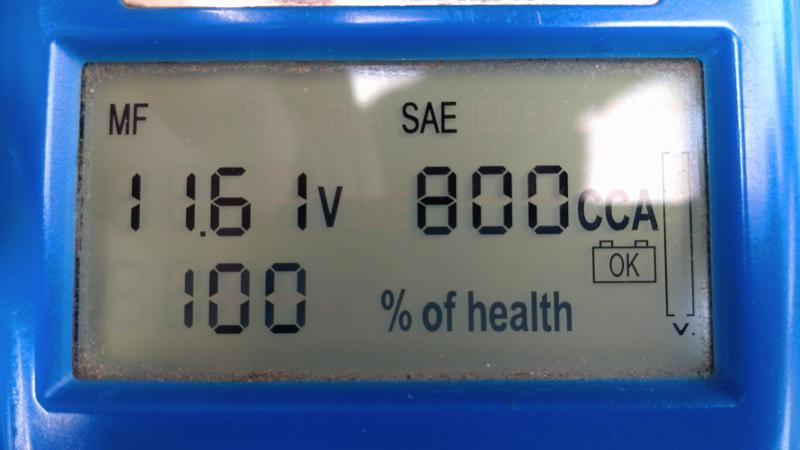 MF SAE
11.61V 800CCA
OK
100 % of health
V.